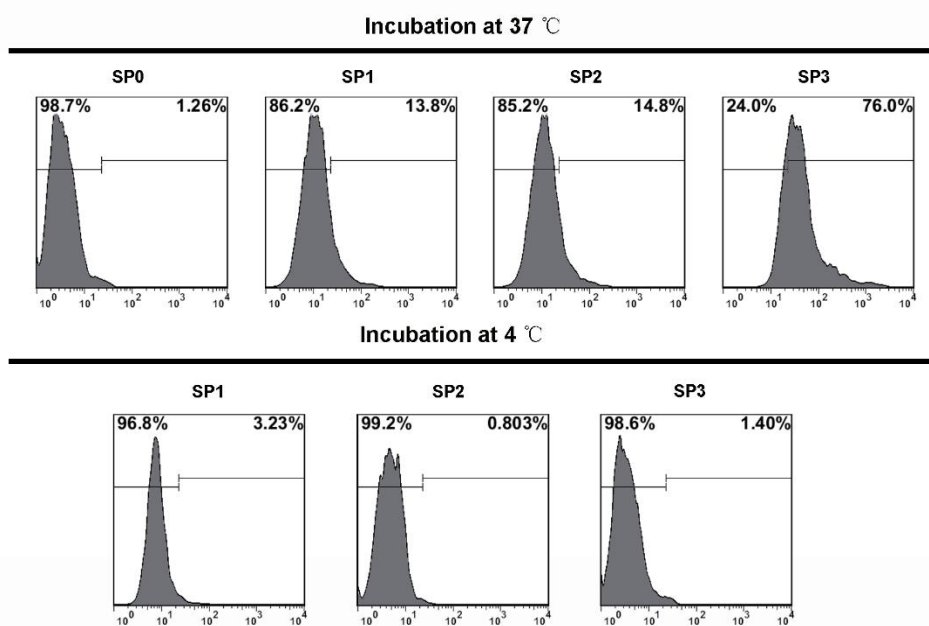 Incubation at 37 ℃
SP0 SP1 SP2 SP3
98.7% 1.26% 86.2% 13.8% 85.2% 14.8% 24.0% 76.0%
10⁰ 10¹ 10² 10³ 10⁴ 10⁰ 10¹ 10² 10³ 10⁴ 10⁰ 10¹ 10² 10³ 10⁴ 10⁰ 10¹ 10² 10³ 10⁴
Incubation at 4 ℃
SP1 SP2 SP3
96.8% 3.23% 99.2% 0.803% 98.6% 1.40%
10⁰ 10¹ 10² 10³ 10⁴ 10⁰ 10¹ 10² 10³ 10⁴ 10⁰ 10¹ 10² 10³ 10⁴